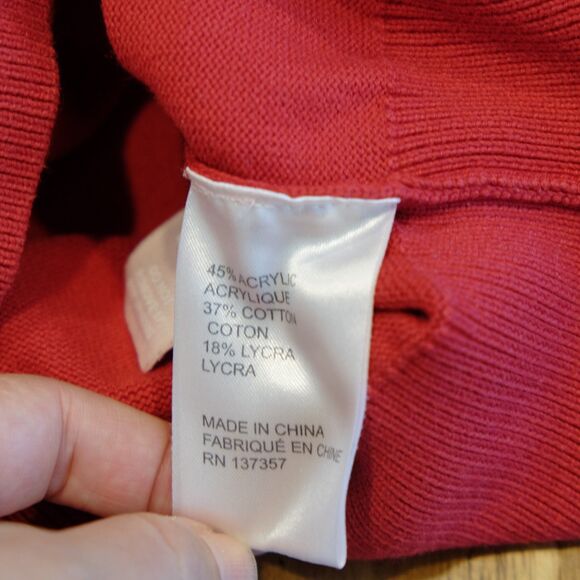 45% ACRYLIC
ACRYLIQUE
37% COTTON
COTON
18% LYCRA
LYCRA
MADE IN CHINA
FABRIQUÉ EN CHINE
RN 137357